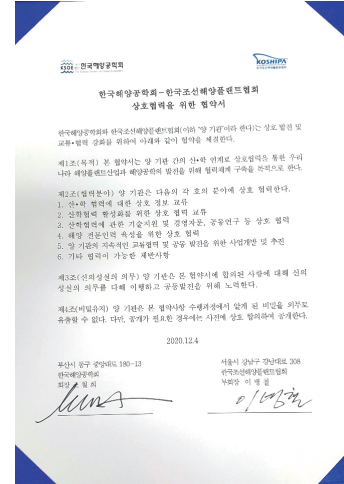 KSOE 한국해양공학회
KOSHIPA
한국해양공학회-한국조선해양플랜트협회
상호협력을 위한 협약서
한국해양공학회와 한국조선해양플랜트협회(이하 "양 기관"이라 한다)는 상호 발전 및
교류·협력 강화를 위하여 아래와 같이 협약을 체결한다.
제1조(목적) 본 협약서는 양 기관 간의 산·학 연계로 상호협력을 통한 우리
나라 해양플랜트산업과 해양공학의 발전을 위해 협력체계 구축을 목적으로 한다.
제2조(협력분야) 양 기관은 다음의 각 호의 분야에 상호 협력한다.
1. 산·학 협력에 대한 상호 정보 교류
2. 산학협력 활성화를 위한 상호 협력 교류
3. 산학협력에 관한 기술지원 및 경영자문, 공동연구 등 상호 협력
4. 해양 전문인력 육성을 위한 상호 협력
5. 양 기관의 지속적인 교육협력 및 공동 발전을 위한 사업개발 및 추진
6. 기타 협력이 가능한 제반사항
제3조(신의성실의 의무) 양 기관은 본 협약서에 합의된 사항에 대해 신의
성실의 의무를 다해 이행하고 공동발전을 위해 노력한다.
제4조(비밀유지) 양 기관은 본 협약사항 수행과정에서 알게 된 비밀을 외부로
유출할 수 없다. 다만, 공개가 필요한 경우에는 사전에 상호 합의하여 공개한다.
2020.12.4
부산시 동구 중앙대로 180-13
한국해양공학회
회장
서울시 강남구 강남대로 308
한국조선해양플랜트협회
부회장 이 병 철
이병철